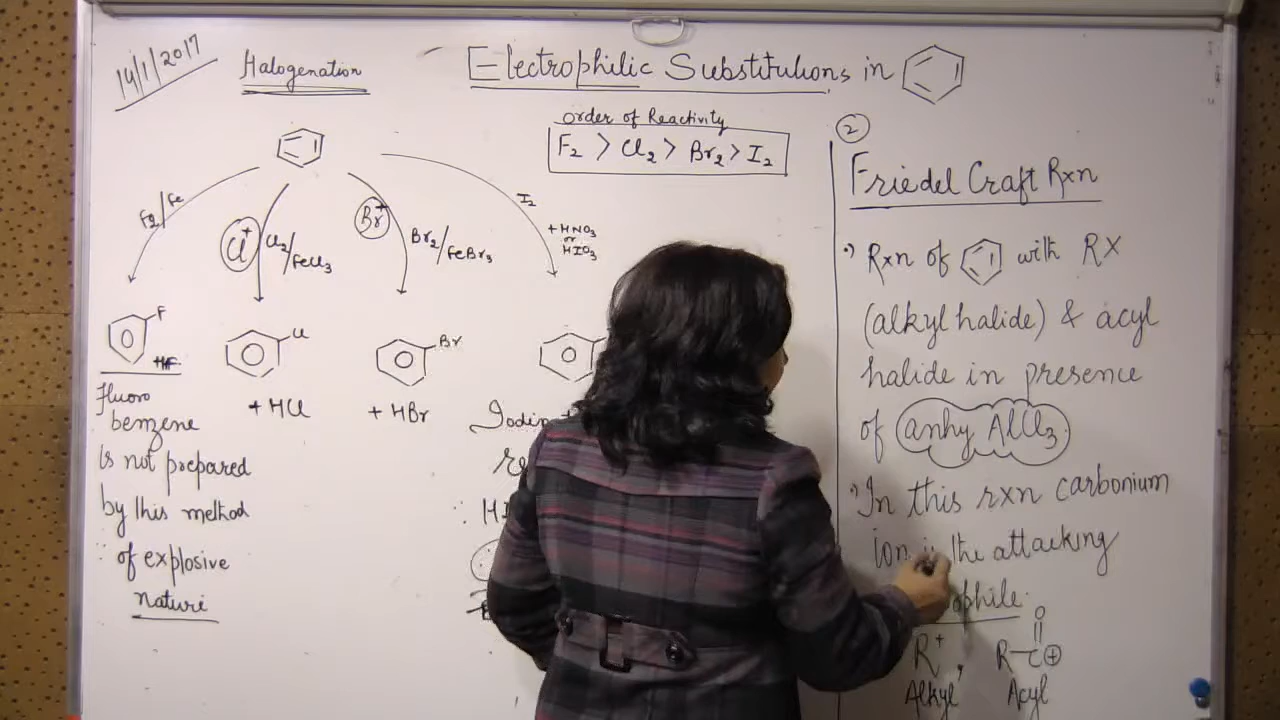 14/1/2017
Halogenation
Electrophilic Substitutions in
order of Reactivity
F2 > Cl2 > Br2 > I2
F2/Fe
Cl+
Cl2/FeCl3
Br+
Br2/FeBr3
I2
+ HNO3
or
HIO3
F
+HF
Cl
+ HCl
Br
+ HBr
Fluoro
benzene
is not prepared
by this method
∵ of explosive
nature
2
Friedel Craft Rxn
Rxn of with RX
(alkyl halide) & acyl
halide in presence
of anhy AlCl3
In this rxn carbonium
ion is the attacking
R+, R-C⊕
O
Alkyl Acyl